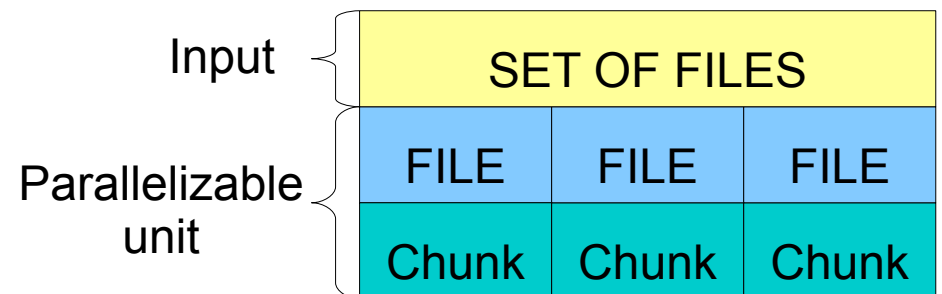 Input
SET OF FILES
Parallelizable
unit
FILE FILE FILE
Chunk Chunk Chunk